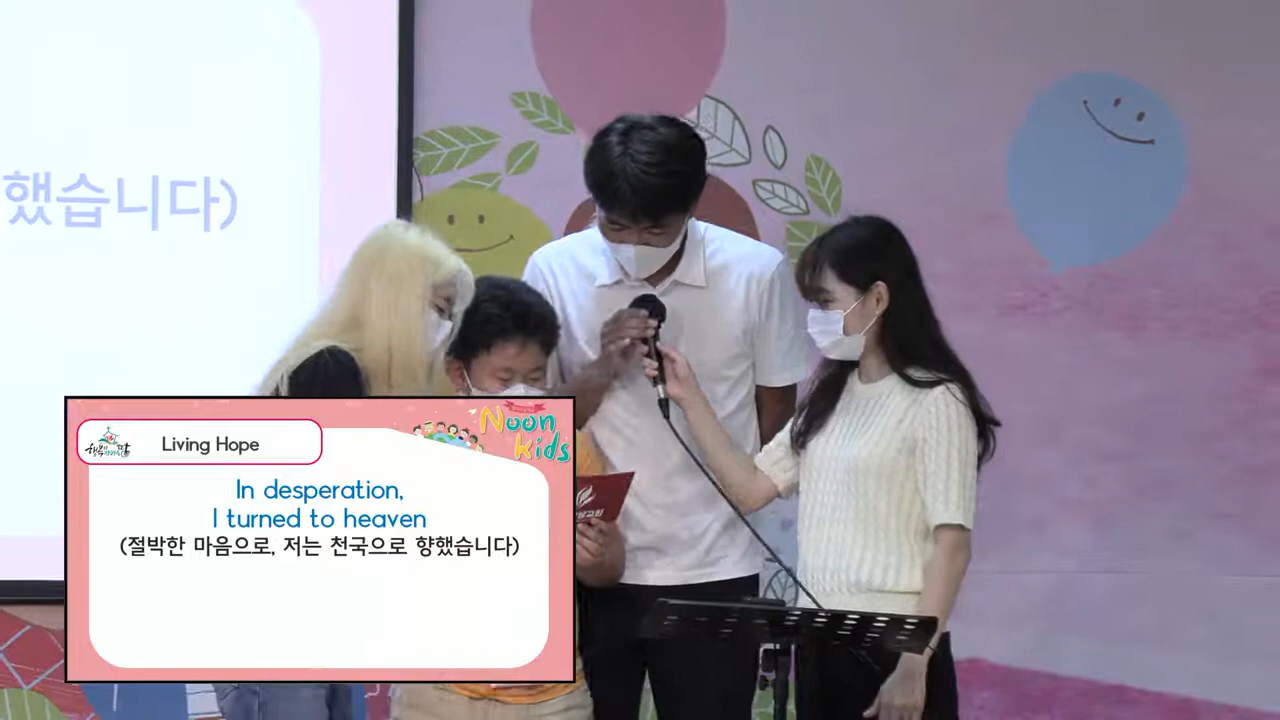 했습니다)
Noon
Kids
Living Hope
In desperation,
I turned to heaven
(절박한 마음으로, 저는 천국으로 향했습니다)